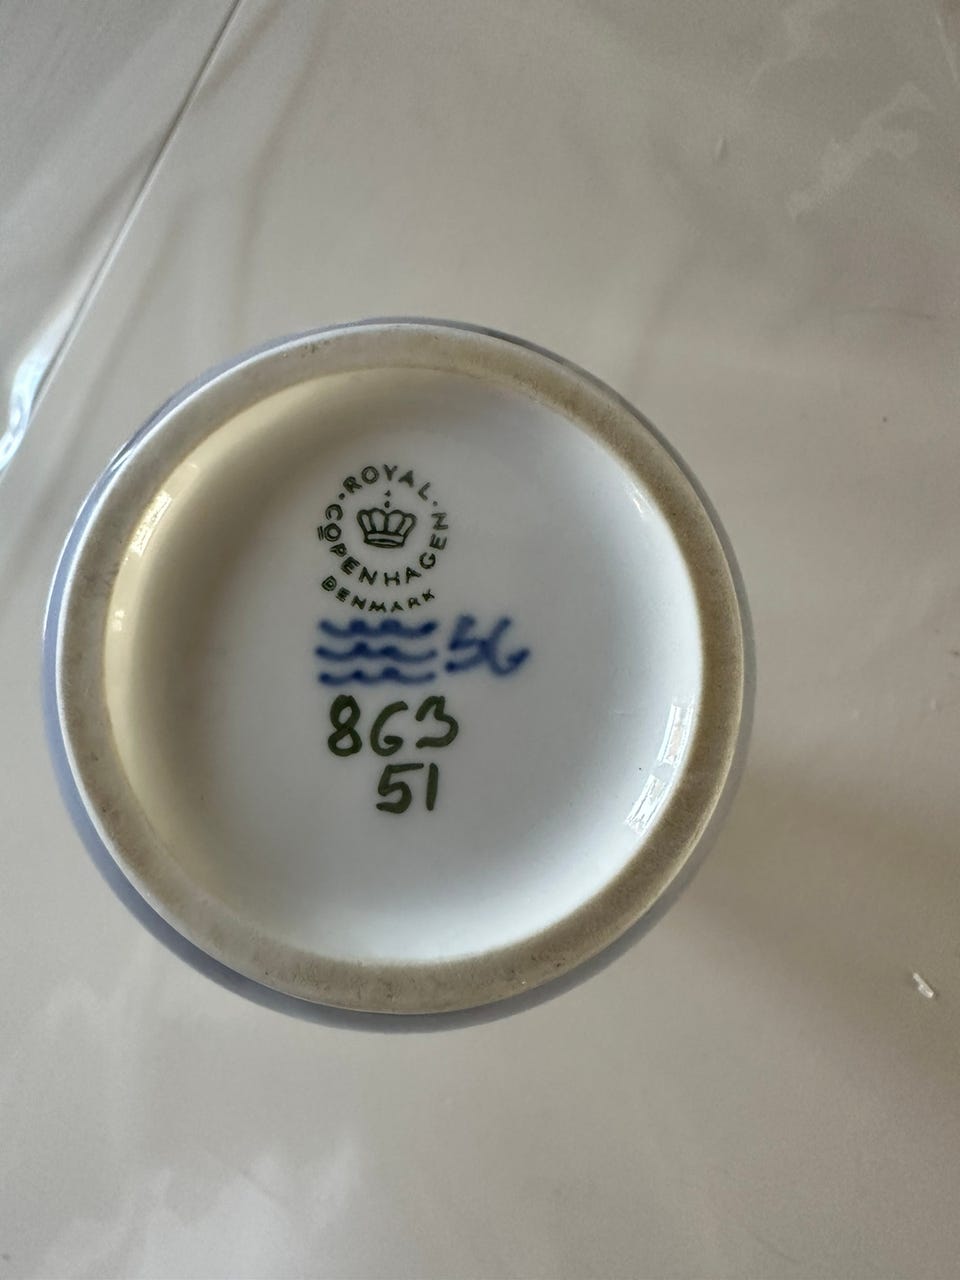 ·ROYAL·
COPENHAGEN
DENMARK
56
863
51